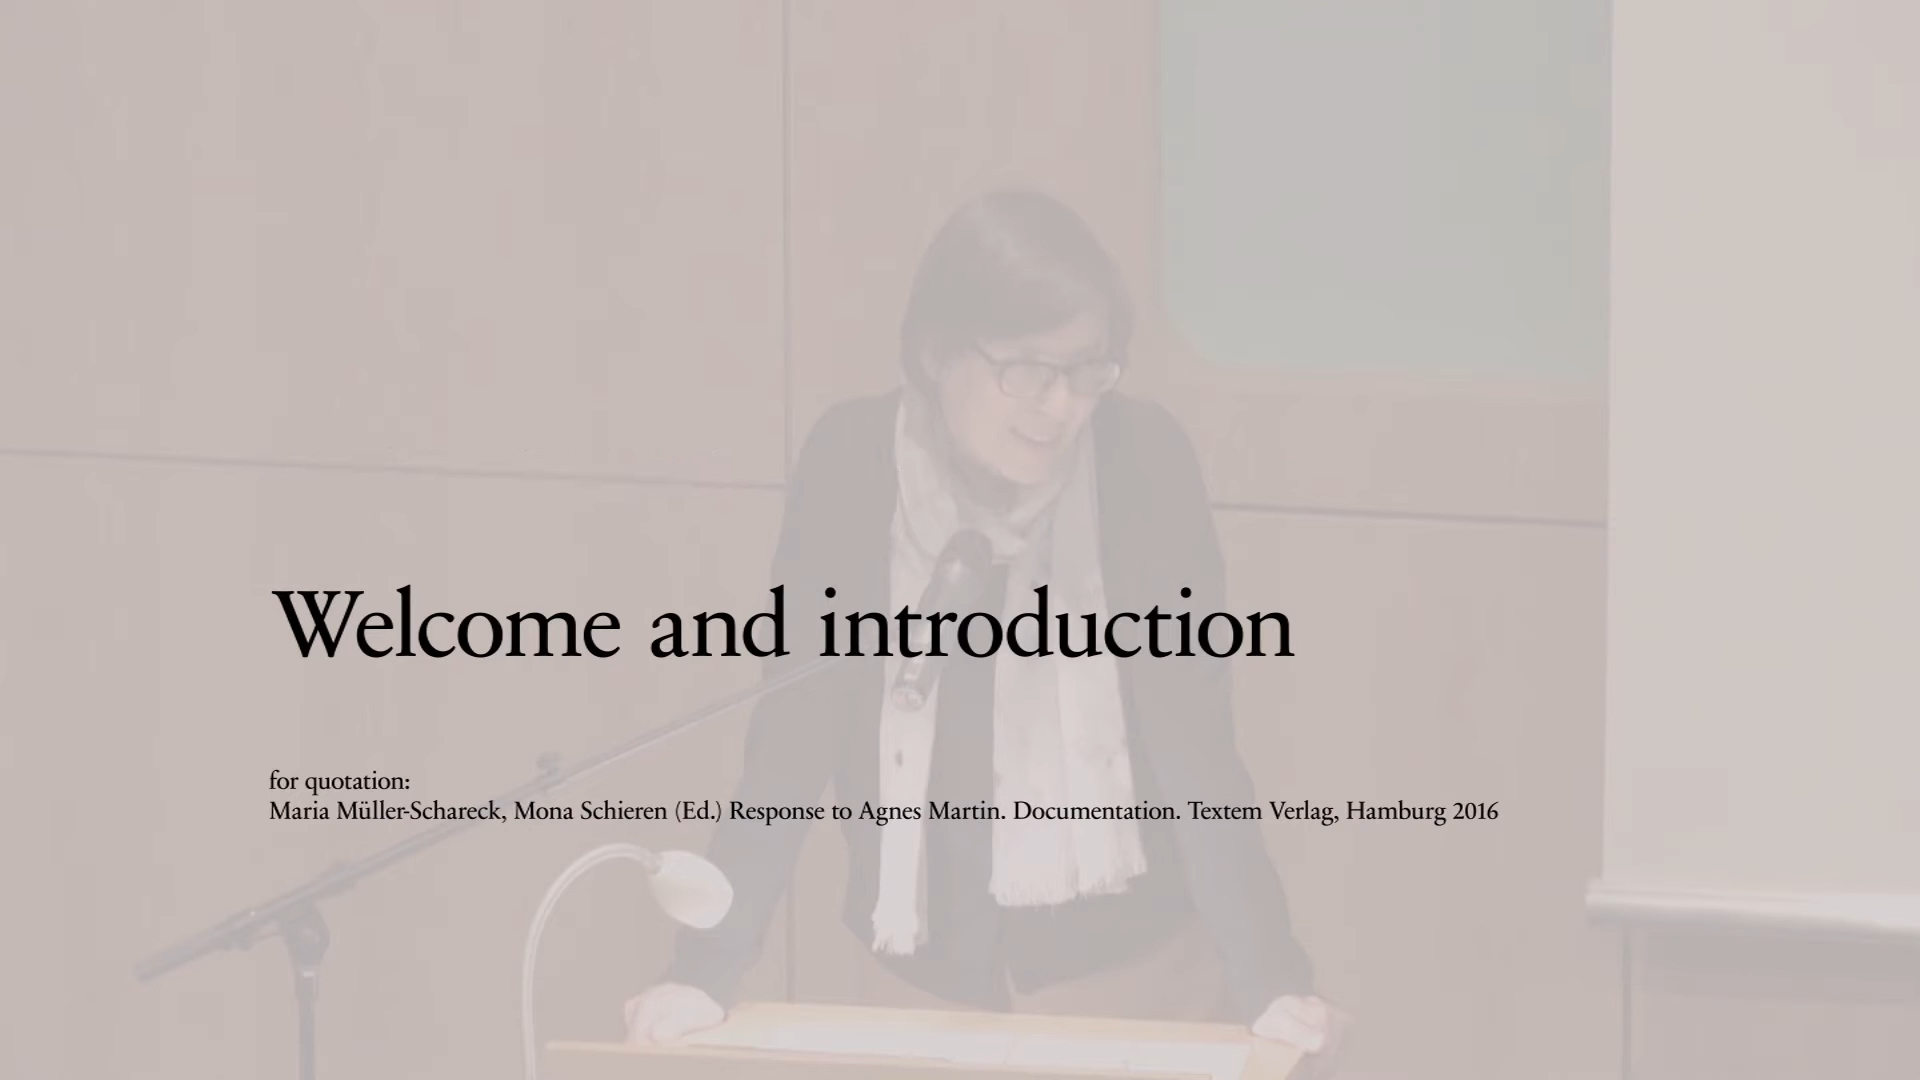 Welcome and introduction
for quotation:
Maria Müller-Schareck, Mona Schieren (Ed.) Response to Agnes Martin. Documentation. Textem Verlag, Hamburg 2016